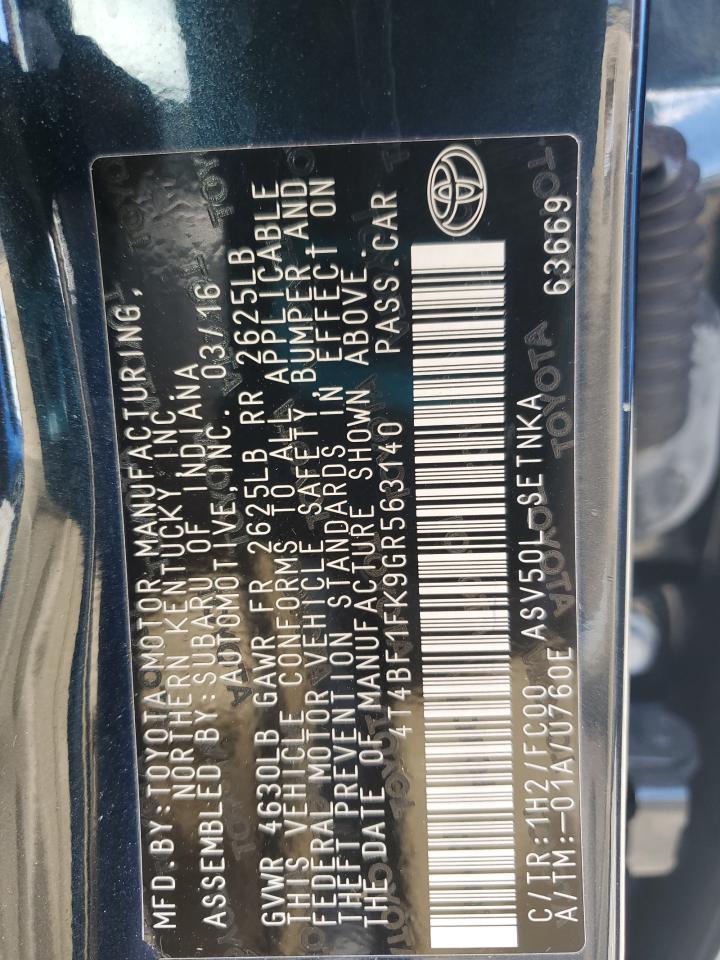 MFD.BY:TOYOTA MOTOR MANUFACTURING,
NORTHERN KENTUCKY INC.
ASSEMBLED BY:SUBARU OF INDIANA
AUTOMOTIVE,INC. 03/16
GVWR 4630LB GAWR FR 2625LB RR 2625LB
THIS VEHICLE CONFORMS TO ALL APPLICABLE
FEDERAL MOTOR VEHICLE SAFETY, BUMPER AND
THEFT PREVENTION STANDARDS IN EFFECT ON
THE DATE OF MANUFACTURE SHOWN ABOVE.
4T4BF1FK9GR563140 PASS.CAR
C/TR:1H2/FC00 ASV50L-SETNKA
A/TM:-01A/U760E TOYOTA 63669